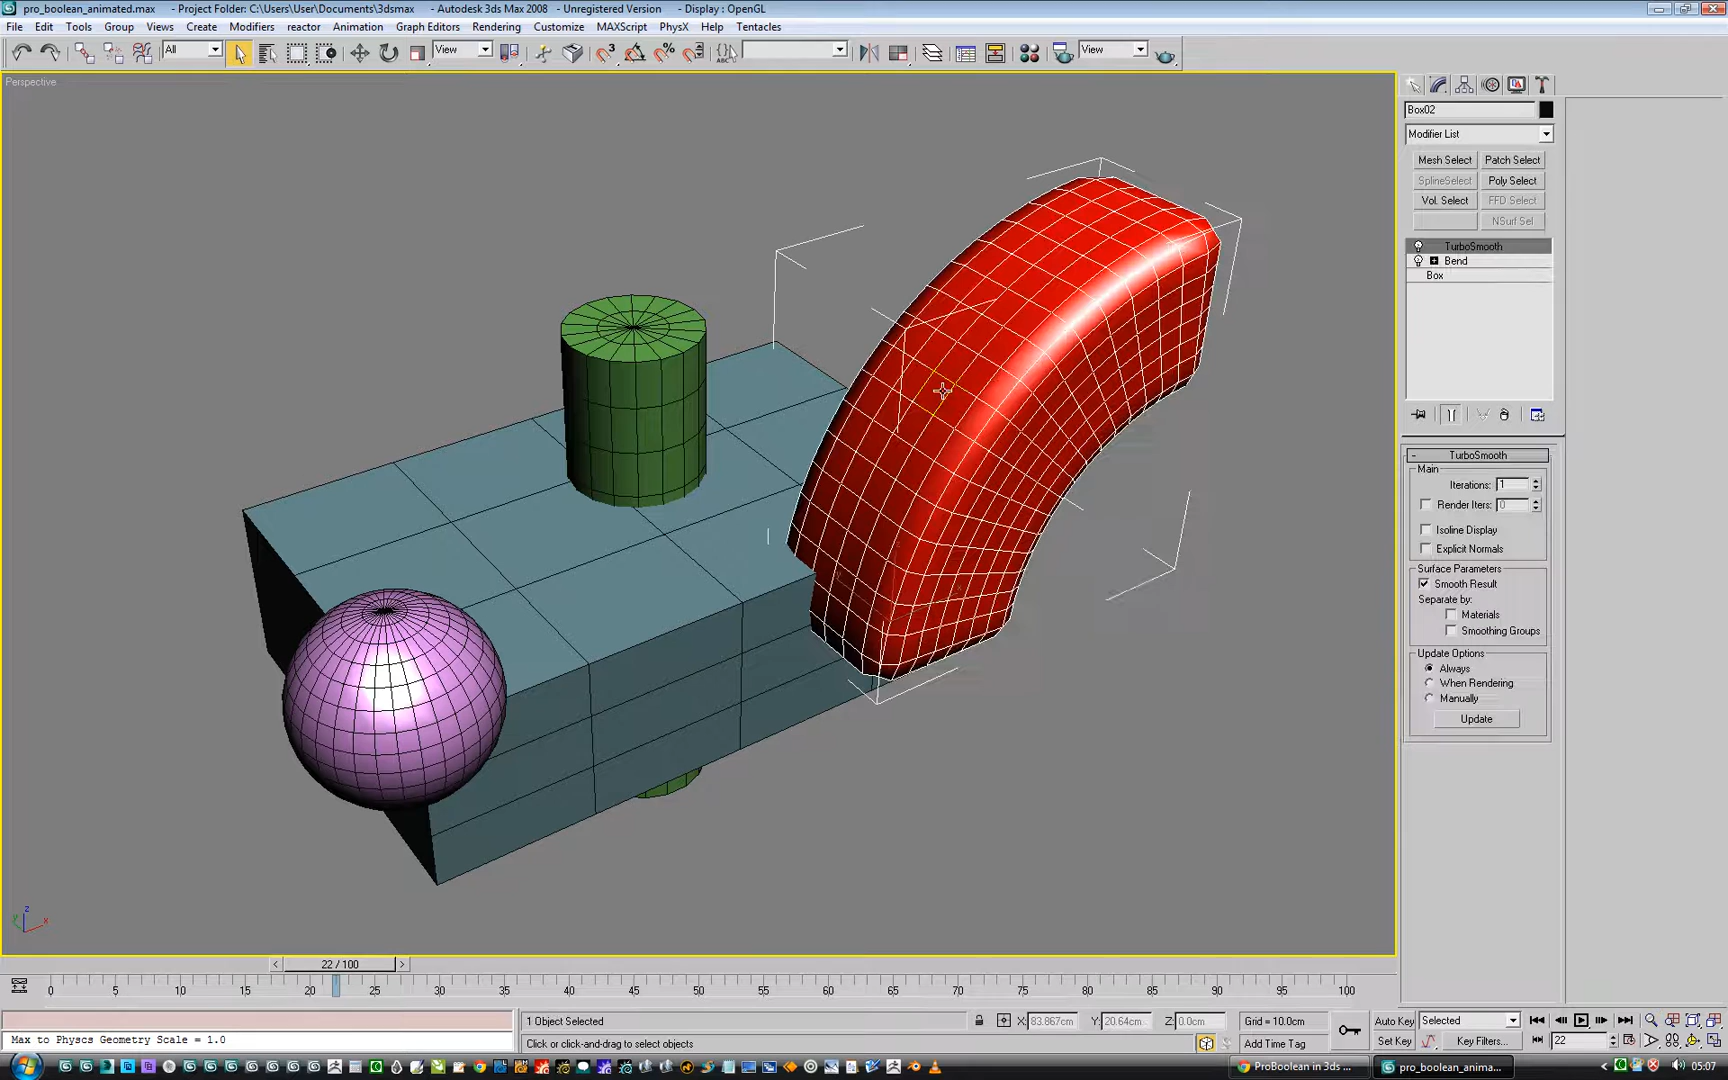 pro_boolean_animated.max - Project Folder: C:\Users\User\Documents\3dsmax - Autodesk 3ds Max 2008 - Unregistered Version - Display : OpenGL
File Edit Tools Group Views Create Modifiers reactor Animation Graph Editors Rendering Customize MAXScript PhysX Help Tentacles
All View View
Perspective
Box02
Modifier List
Mesh Select Patch Select
SplineSelect Poly Select
Vol. Select FFD Select
NSurf Sel
TurboSmooth
Bend
Box
TurboSmooth
Main
Iterations: 1
Render Iters: 0
Isoline Display
Explicit Normals
Surface Parameters
Smooth Result
Separate by:
Materials
Smoothing Groups
Update Options
Always
When Rendering
Manually
Update
z
y x
22 / 100
0 5 10 15 20 25 30 35 40 45 50 55 60 65 70 75 80 85 90 95 100
1 Object Selected X: 83.867cm Y: 20.64cm Z: 0.0cm Grid = 10.0cm Auto Key Selected
Max to Physcs Geometry Scale = 1.0 Click or click-and-drag to select objects Add Time Tag Set Key Key Filters... 22
ProBoolean in 3ds ... pro_boolean_anima... 05:07